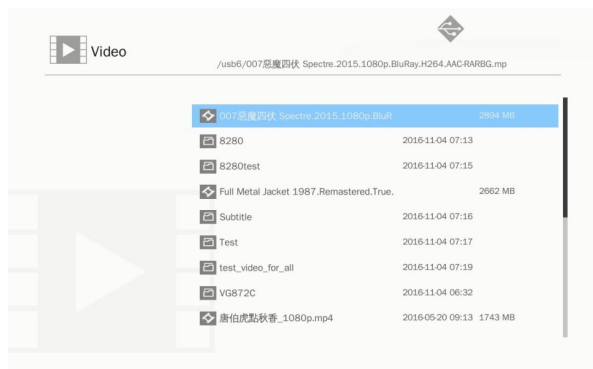 Video
/usb6/007惡魔四伏 Spectre.2015.1080p.BluRay.H264.AAC-RARBG.mp
007惡魔四伏 Spectre.2015.1080p.BluR 2894 MB
8280 2016-11-04 07:13
8280test 2016-11-04 07:15
Full Metal Jacket 1987.Remastered.True. 2662 MB
Subtitle 2016-11-04 07:16
Test 2016-11-04 07:17
test_video_for_all 2016-11-04 07:19
VG872C 2016-11-04 06:32
唐伯虎點秋香_1080p.mp4 2016-05-20 09:13 1743 MB